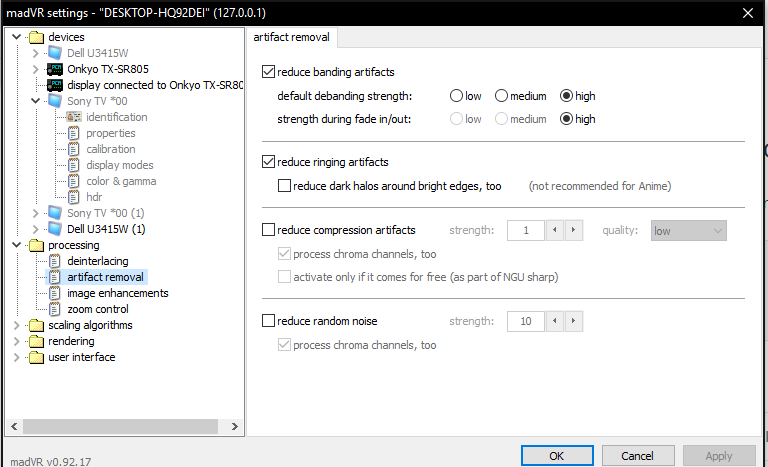 madVR settings - "DESKTOP-HQ92DEI" (127.0.0.1)
devices
Dell U3415W
Onkyo TX-SR805
display connected to Onkyo TX-SR80
Sony TV *00
identification
properties
calibration
display modes
color & gamma
hdr
Sony TV *00 (1)
Dell U3415W (1)
processing
deinterlacing
artifact removal
image enhancements
zoom control
scaling algorithms
rendering
user interface
madVR v0.92.17
artifact removal
reduce banding artifacts
default debanding strength: low medium high
strength during fade in/out: low medium high
reduce ringing artifacts
reduce dark halos around bright edges, too (not recommended for Anime)
reduce compression artifacts strength: 1 quality: low
process chroma channels, too
activate only if it comes for free (as part of NGU sharp)
reduce random noise strength: 10
process chroma channels, too
OK Cancel Apply